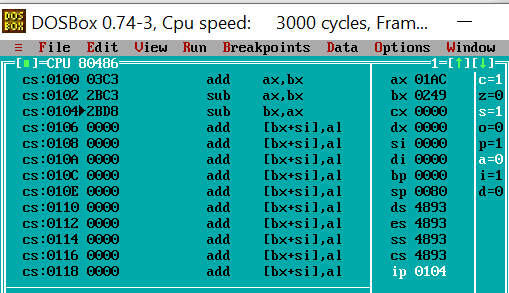 DOSBox 0.74-3, Cpu speed: 3000 cycles, Fram...
≡ File Edit View Run Breakpoints Data Options Window
[■]=CPU 80486 1=[↑][↓]
cs:0100 03C3 add ax,bx ax 01AC c=1
cs:0102 2BC3 sub ax,bx bx 0249 z=0
cs:0104▶2BD8 sub bx,ax cx 0000 s=1
cs:0106 0000 add [bx+si],al dx 0000 o=0
cs:0108 0000 add [bx+si],al si 0000 p=1
cs:010A 0000 add [bx+si],al di 0000 a=0
cs:010C 0000 add [bx+si],al bp 0000 i=1
cs:010E 0000 add [bx+si],al sp 0080 d=0
cs:0110 0000 add [bx+si],al ds 4893
cs:0112 0000 add [bx+si],al es 4893
cs:0114 0000 add [bx+si],al ss 4893
cs:0116 0000 add [bx+si],al cs 4893
cs:0118 0000 add [bx+si],al ip 0104